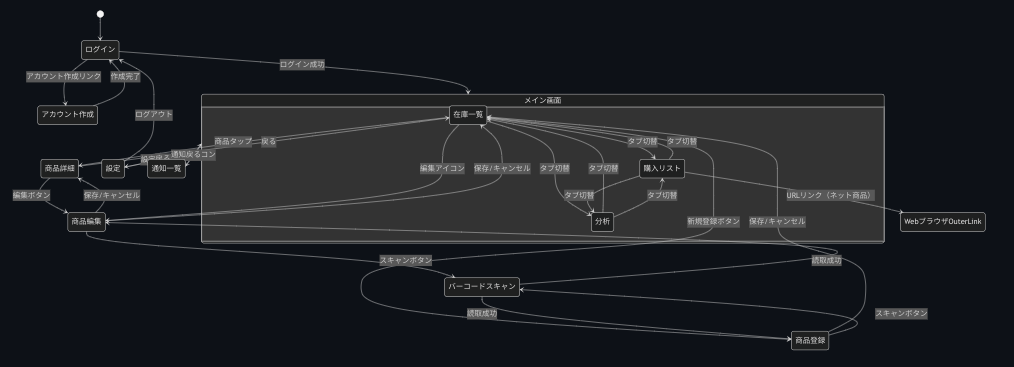 ログイン
ログイン成功
アカウント作成リンク
作成完了
メイン画面
アカウント作成
ログアウト
在庫一覧
商品タップ
戻る
商品詳細
設定
通知一覧
編集アイコン
保存/キャンセル
タブ切替
タブ切替
タブ切替
タブ切替
購入リスト
編集ボタン
保存/キャンセル
タブ切替
タブ切替
URLリンク（ネット商品）
商品編集
分析
新規登録ボタン
保存/キャンセル
WebブラウザOuterLink
スキャンボタン
読取成功
バーコードスキャン
読取成功
スキャンボタン
商品登録